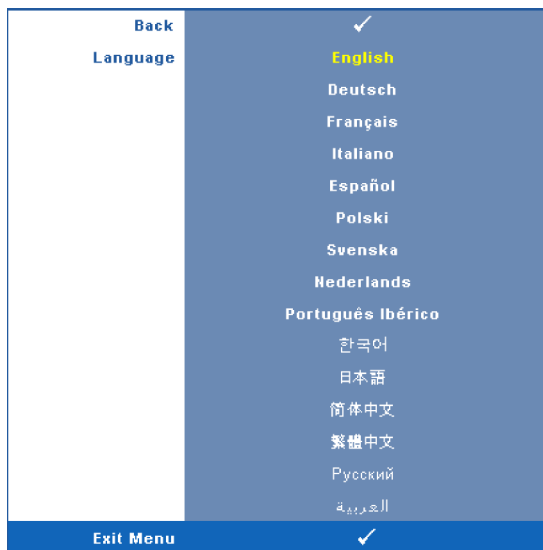 Back ✓
Language English
Deutsch
Français
Italiano
Español
Polski
Svenska
Nederlands
Português Ibérico
한국어
日本語
简体中文
繁體中文
Русский
العربية
Exit Menu ✓